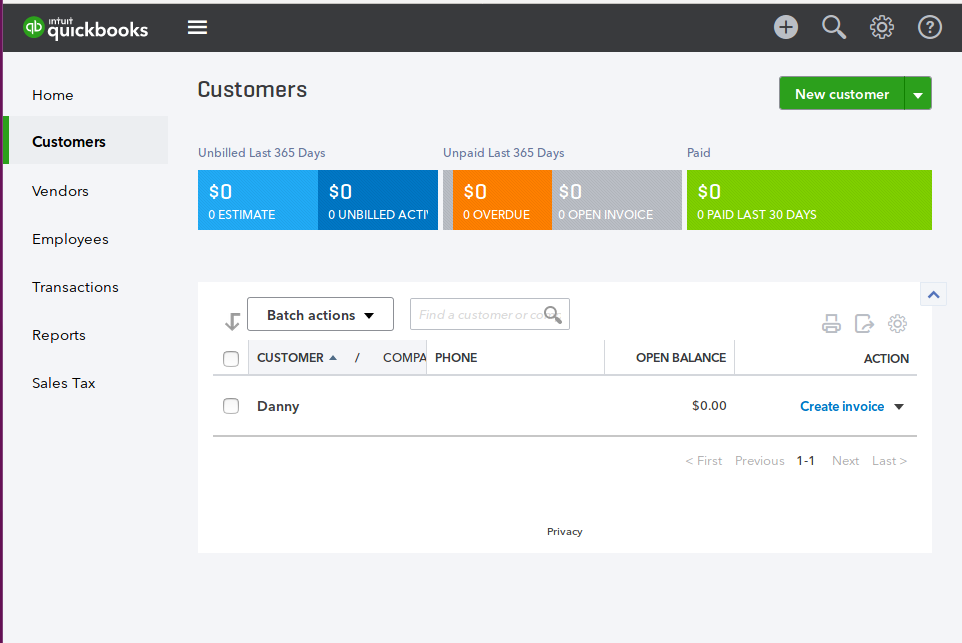 intuit
quickbooks
Home
Customers
Vendors
Employees
Transactions
Reports
Sales Tax
Customers
New customer
Unbilled Last 365 Days
Unpaid Last 365 Days
Paid
$0
0 ESTIMATE
$0
0 UNBILLED ACTI
$0
0 OVERDUE
$0
0 OPEN INVOICE
$0
0 PAID LAST 30 DAYS
Batch actions
Find a customer or com
CUSTOMER / COMPA PHONE OPEN BALANCE ACTION
Danny $0.00 Create invoice
< First Previous 1-1 Next Last >
Privacy